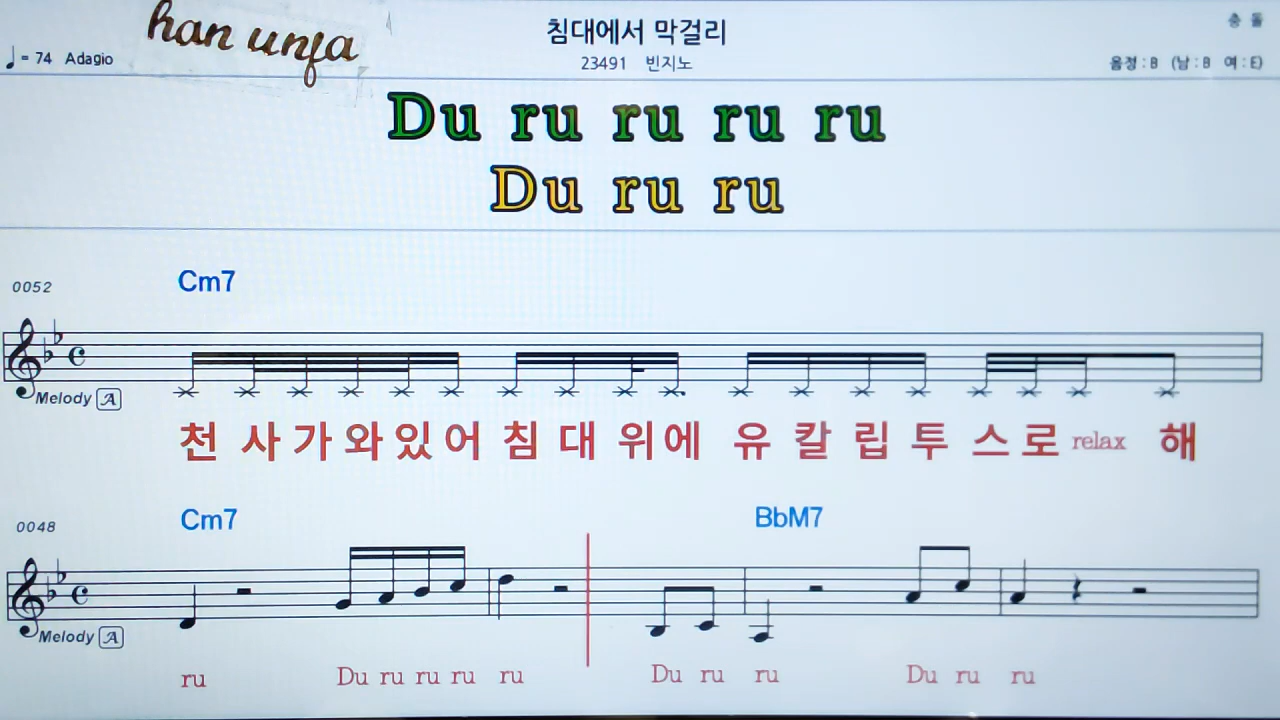 han unja
침대에서 막걸리
충 돌
♩= 74 Adagio
23491 빈지노
음정 : B (남 : B 여 : E)
Du ru ru ru ru
Du ru ru
0052
Cm7
Melody A
천 사 가 와 있 어 침 대 위 에 유 칼 립 투 스 로 relax 해
0048
Cm7 BbM7
Melody A
ru Du ru ru ru ru Du ru ru Du ru ru